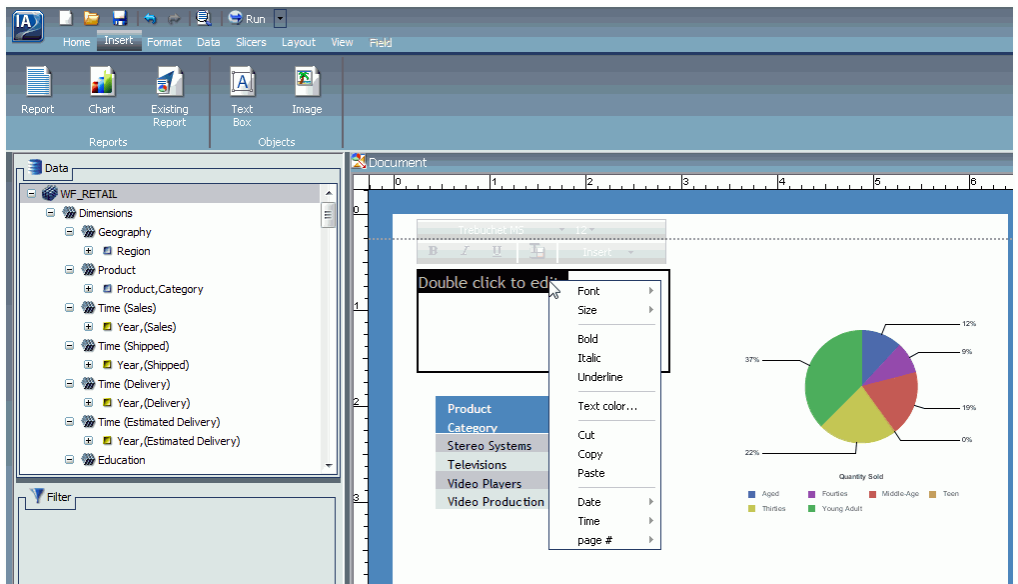 IA
Run
Home Insert Format Data Slicers Layout View Field
Report Chart Existing Report Text Box Image
Reports Objects
Data
WF_RETAIL
Dimensions
Geography
Region
Product
Product,Category
Time (Sales)
Year,(Sales)
Time (Shipped)
Year,(Shipped)
Time (Delivery)
Year,(Delivery)
Time (Estimated Delivery)
Year,(Estimated Delivery)
Education
Filter
Document
0 1 2 3 4 5 6
0
1
2
3
Trebuchet MS 12
B I U T Insert
Double click to edit
Font
Size
Bold
Italic
Underline
Text color...
Cut
Copy
Paste
Date
Time
page #
Product
Category
Stereo Systems
Televisions
Video Players
Video Production
12%
9%
37%
19%
0%
22%
Quantity Sold
Aged Fourties Middle-Age Teen
Thirties Young Adult